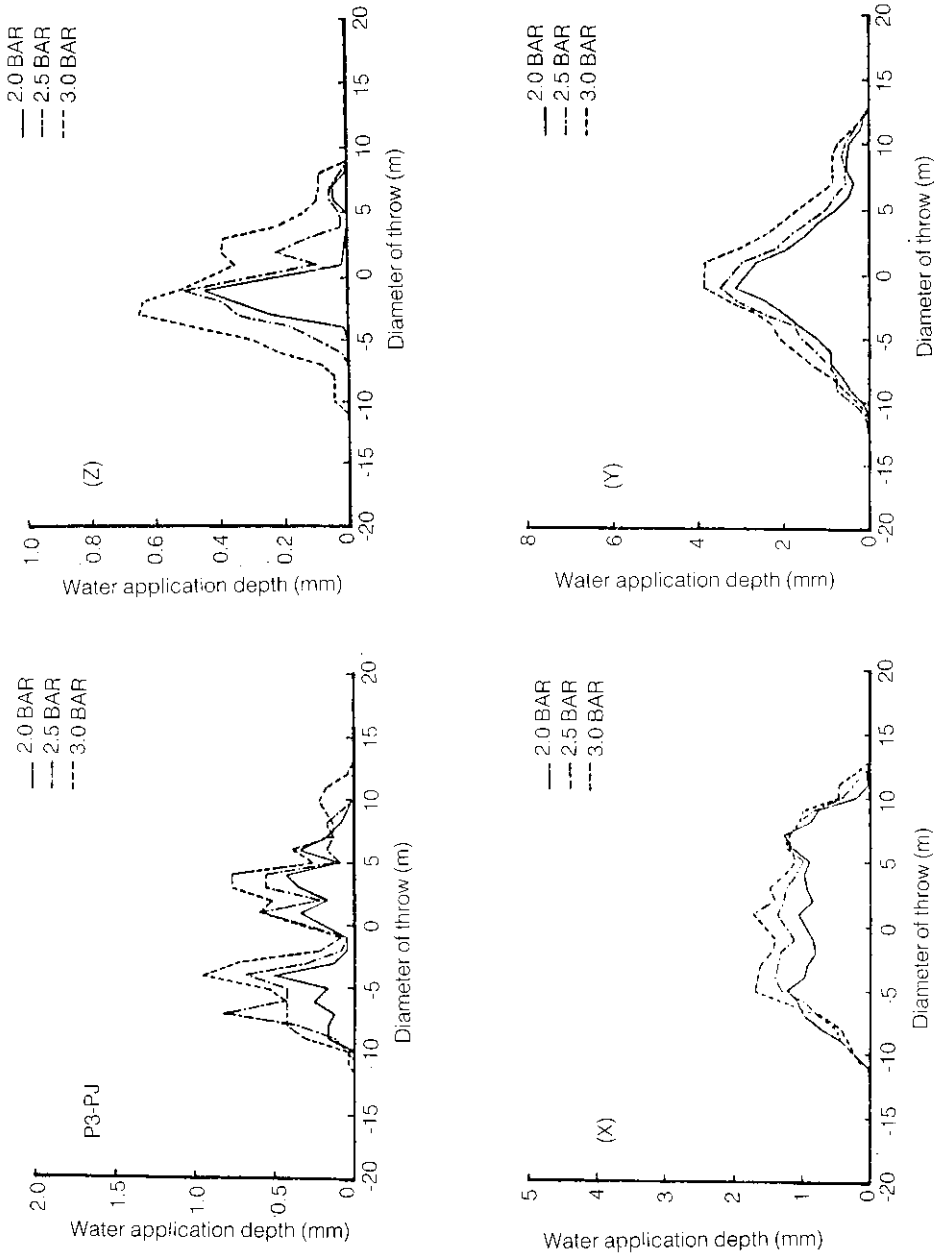 P3-PJ
2.0 BAR
2.5 BAR
3.0 BAR
Water application depth (mm)
2.0
1.5
1.0
0.5
0
-20 -15 -10 -5 0 5 10 15 20
Diameter of throw (m)
(Z)
2.0 BAR
2.5 BAR
3.0 BAR
Water application depth (mm)
1.0
0.8
0.6
0.4
0.2
0
-20 -15 -10 -5 0 5 10 15 20
Diameter of throw (m)
(X)
2.0 BAR
2.5 BAR
3.0 BAR
Water application depth (mm)
5
4
3
2
1
0
-20 -15 -10 -5 0 5 10 15 20
Diameter of throw (m)
(Y)
2.0 BAR
2.5 BAR
3.0 BAR
Water application depth (mm)
8
6
4
2
0
-20 -15 -10 -5 0 5 10 15 20
Diameter of throw (m)